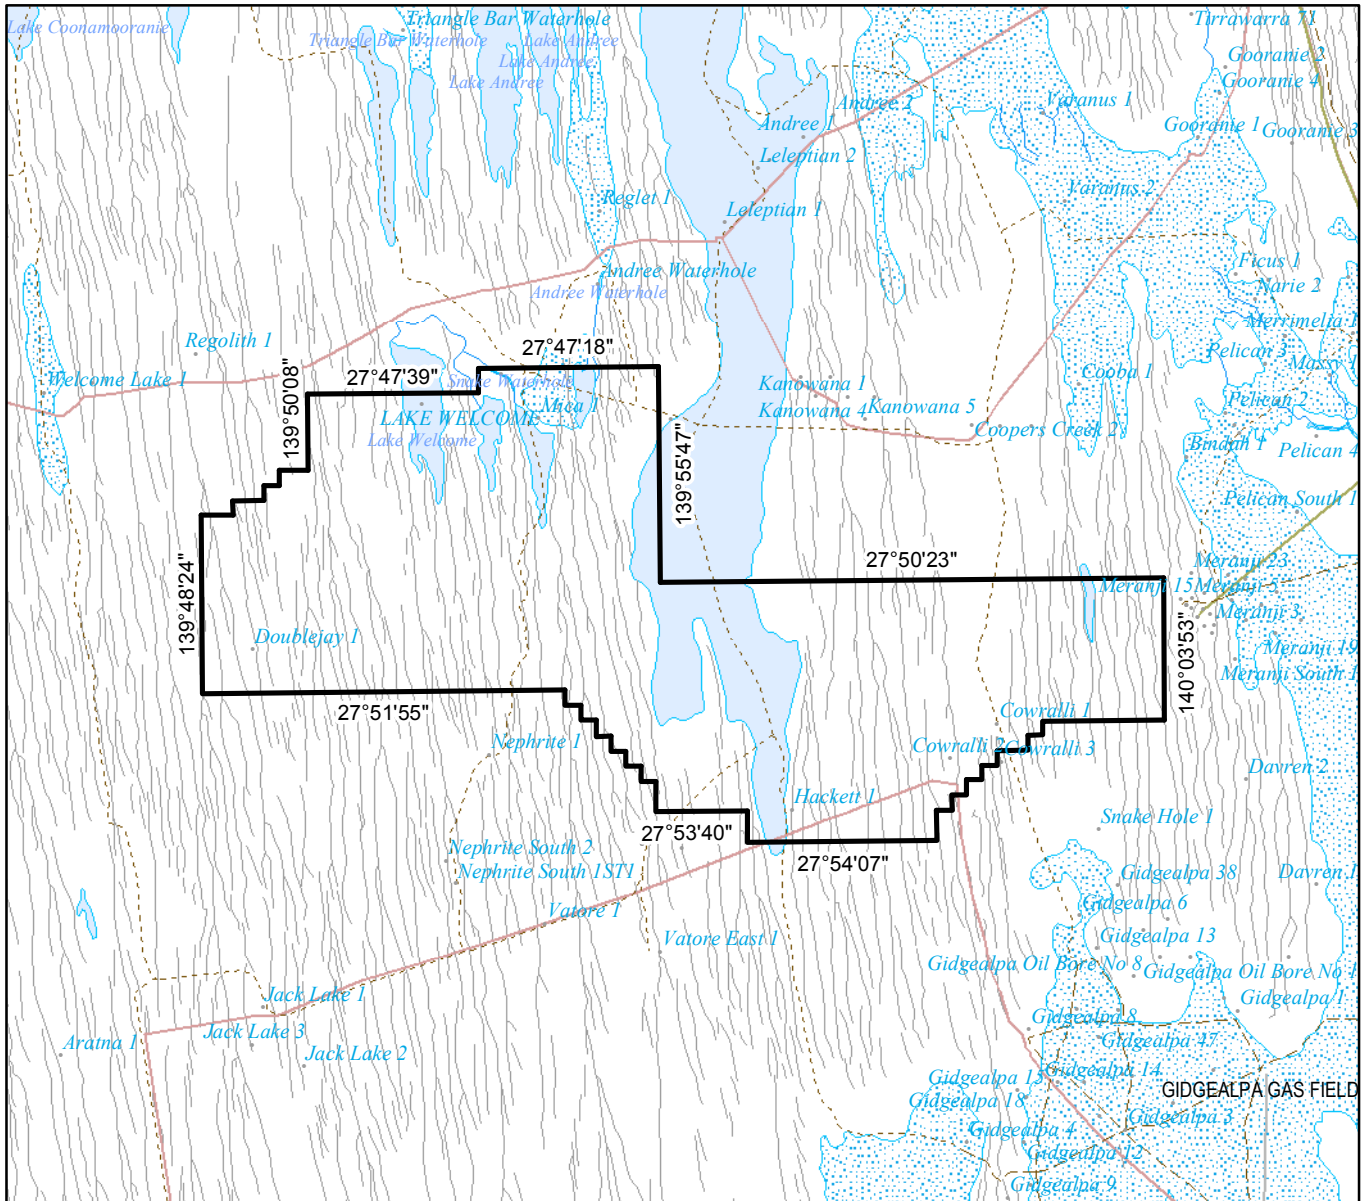 Lake Coonamooranie
Triangle Bar Waterhole
Triangle Bar Waterhole
Lake Andree
Lake Andree
Lake Andree
Tirrawarra 71
Gooranie 2
Gooranie 4
Andree 2
Varanus 1
Andree 1
Gooranie 1
Gooranie 3
Leleptian 2
Varanus 2
Reglet 1
Leleptian 1
Ficus 1
Andree Waterhole
Andree Waterhole
Narie 2
Merrimelia 1
Regolith 1
27°47'18"
Pelican 3
Massy 1
Welcome Lake 1
27°47'39"
Snake Waterhole
Kanowana 1
Cooba 1
139°50'08"
Mica 1
Kanowana 4
Kanowana 5
Pelican 2
LAKE WELCOME
Lake Welcome
Coopers Creek 2
Bindah 1
Pelican 4
139°55'47"
Pelican South 1
27°50'23"
Meranji 23
Meranji 15
Meranji 5
Meranji 3
139°48'24"
Doublejay 1
140°03'53"
Meranji 19
Meranji South 1
27°51'55"
Cowralli 1
Nephrite 1
Cowralli 2
Cowralli 3
Davren 2
Hackett 1
Snake Hole 1
27°53'40"
27°54'07"
Nephrite South 2
Nephrite South 1ST1
Gidgealpa 38
Davren 1
Vatore 1
Gidgealpa 6
Vatore East 1
Gidgealpa 13
Gidgealpa Oil Bore No 8
Gidgealpa Oil Bore No 1
Jack Lake 1
Gidgealpa 1
Aratna 1
Jack Lake 3
Gidgealpa 8
Jack Lake 2
Gidgealpa 47
Gidgealpa 15
Gidgealpa 14
GIDGEALPA GAS FIELD
Gidgealpa 18
Gidgealpa 3
Gidgealpa 4
Gidgealpa 12
Gidgealpa 9